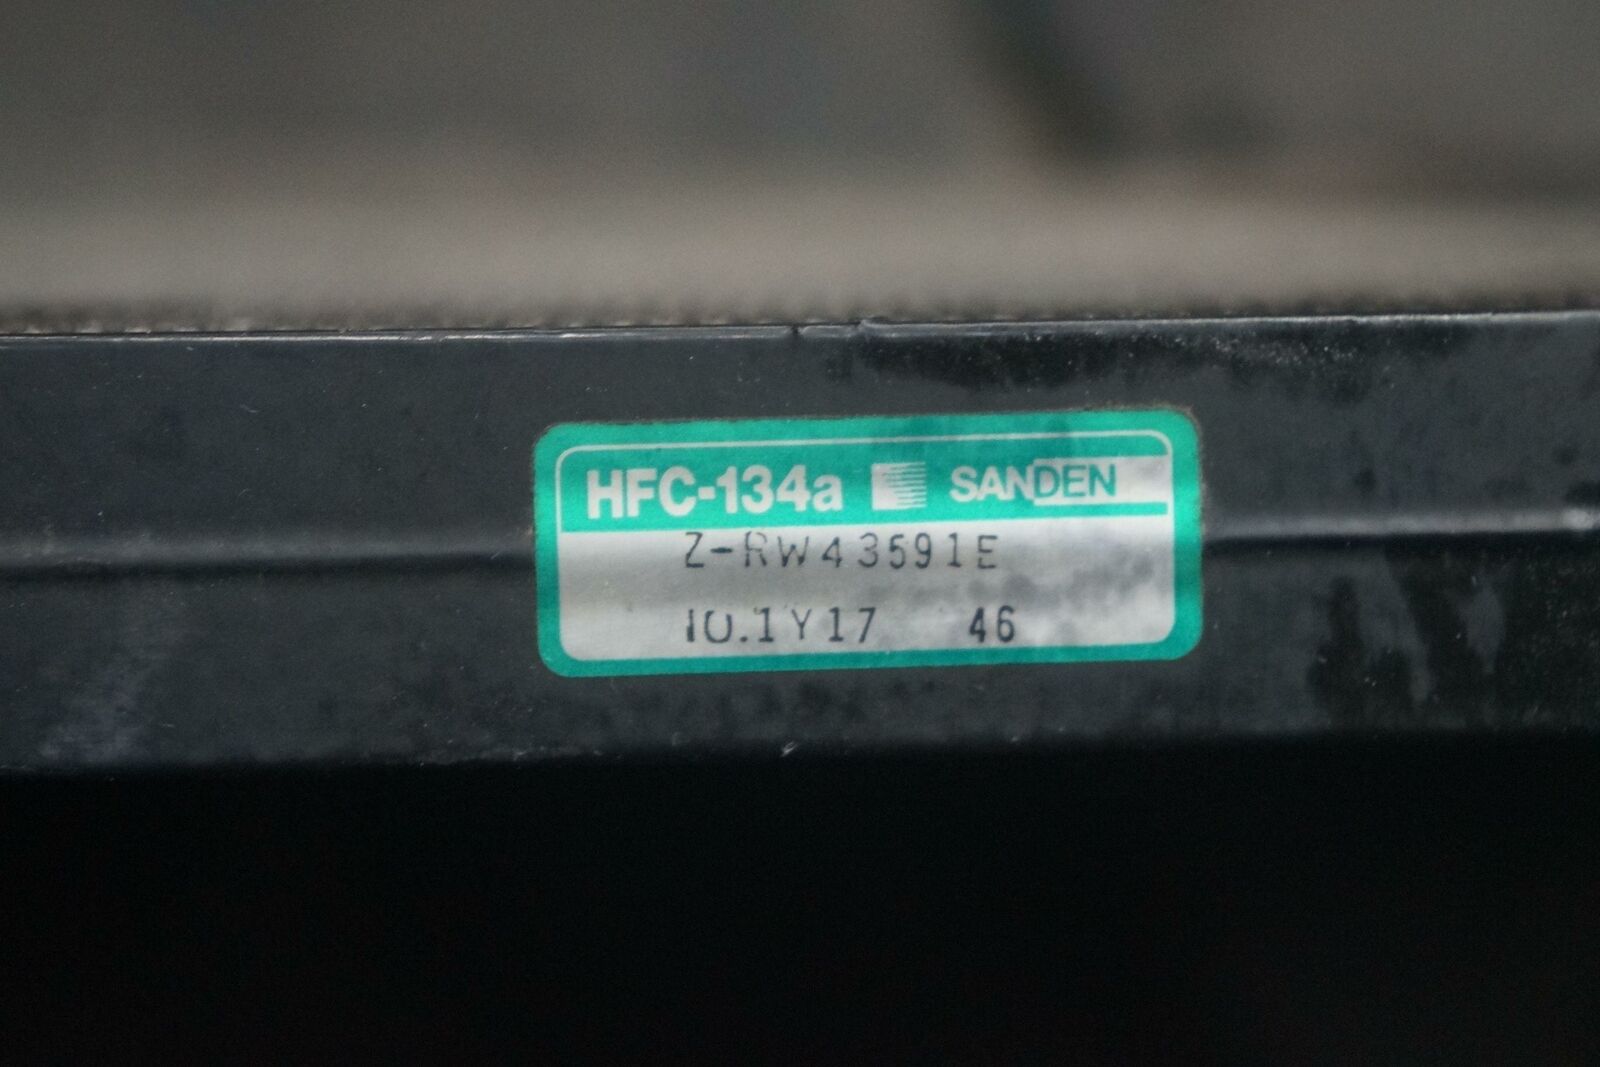 HFC-134a SANDEN
Z-RW43591E
10.1Y17 46